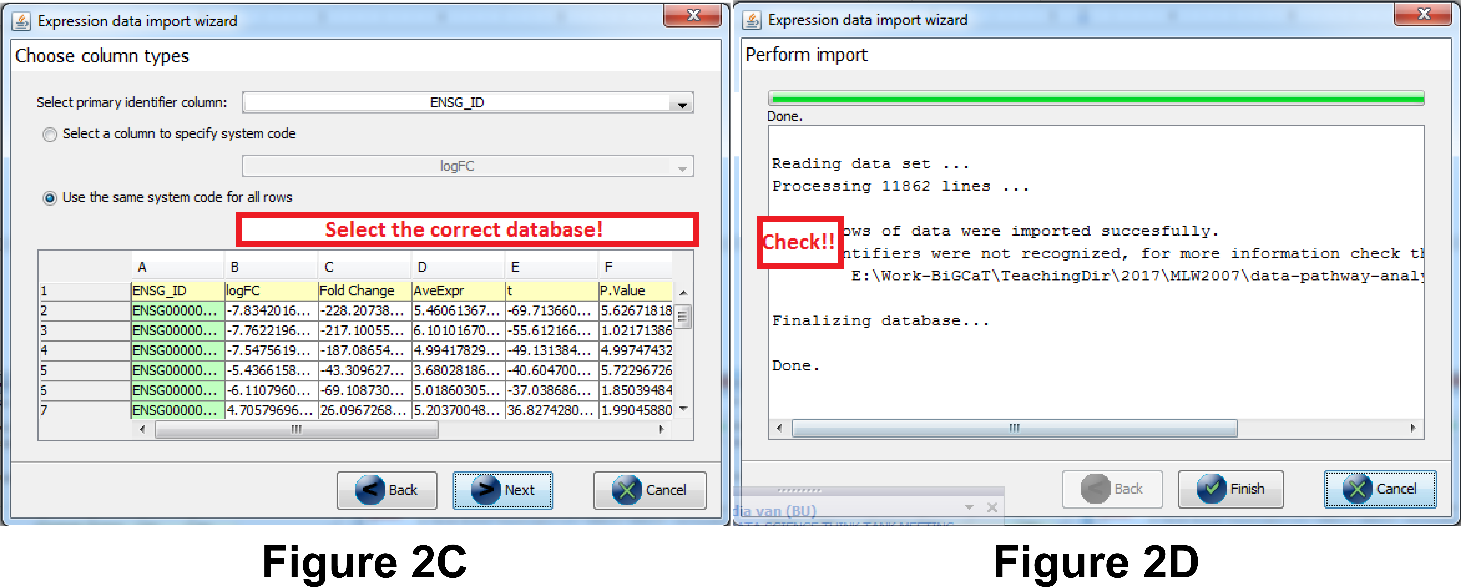 Expression data import wizard
Choose column types
Select primary identifier column: ENSG_ID
Select a column to specify system code
logFC
Use the same system code for all rows
Select the correct database!
A B C D E F
1 ENSG_ID logFC Fold Change AveExpr t P.Value
2 ENSG00000... -7.8342016... -228.20738... 5.46061367... -69.713660... 5.62671818
3 ENSG00000... -7.7622196... -217.10055... 6.10101670... -55.612166... 1.02171386
4 ENSG00000... -7.5475619... -187.08654... 4.99417829... -49.131384... 4.99747432
5 ENSG00000... -5.4366158... -43.309627... 3.68028186... -40.604700... 5.72296726
6 ENSG00000... -6.1107960... -69.108730... 5.01860305... -37.038686... 1.85039484
7 ENSG00000... 4.70579696... 26.0967268... 5.20370048... 36.8274280... 1.99045880
Back Next Cancel
Figure 2C
Expression data import wizard
Perform import
Done.
Reading data set ...
Processing 11862 lines ...
Check!!
ows of data were imported succesfully.
ntifiers were not recognized, for more information check th
E:\Work-BiGCaT\TeachingDir\2017\MLW2007\data-pathway-analy
Finalizing database...
Done.
Back Finish Cancel
dia van (BU)
Figure 2D